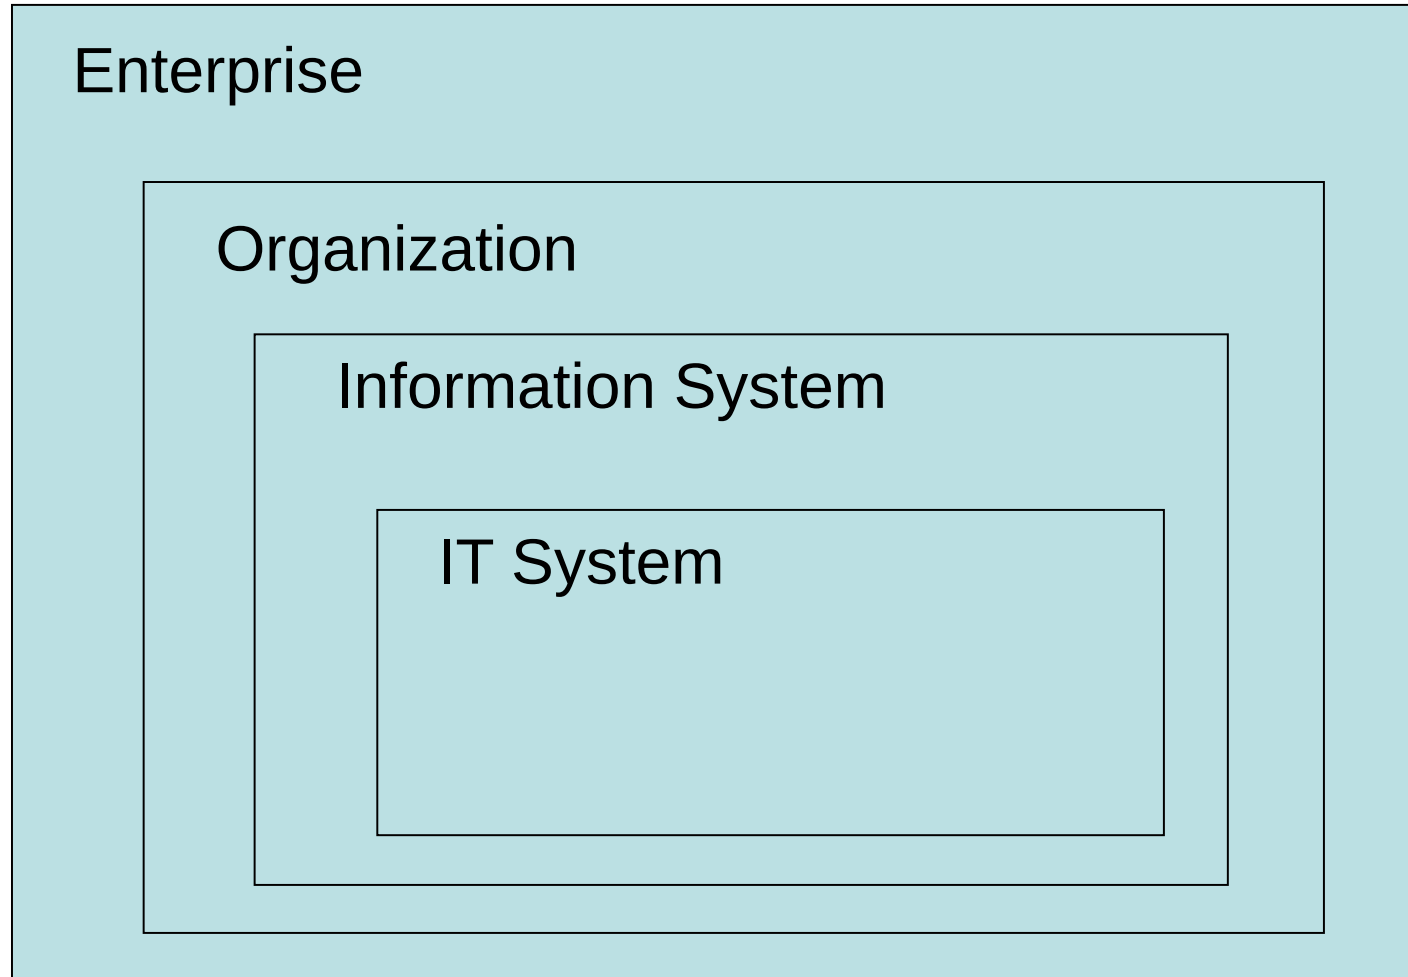 Enterprise
Organization
Information System
IT System